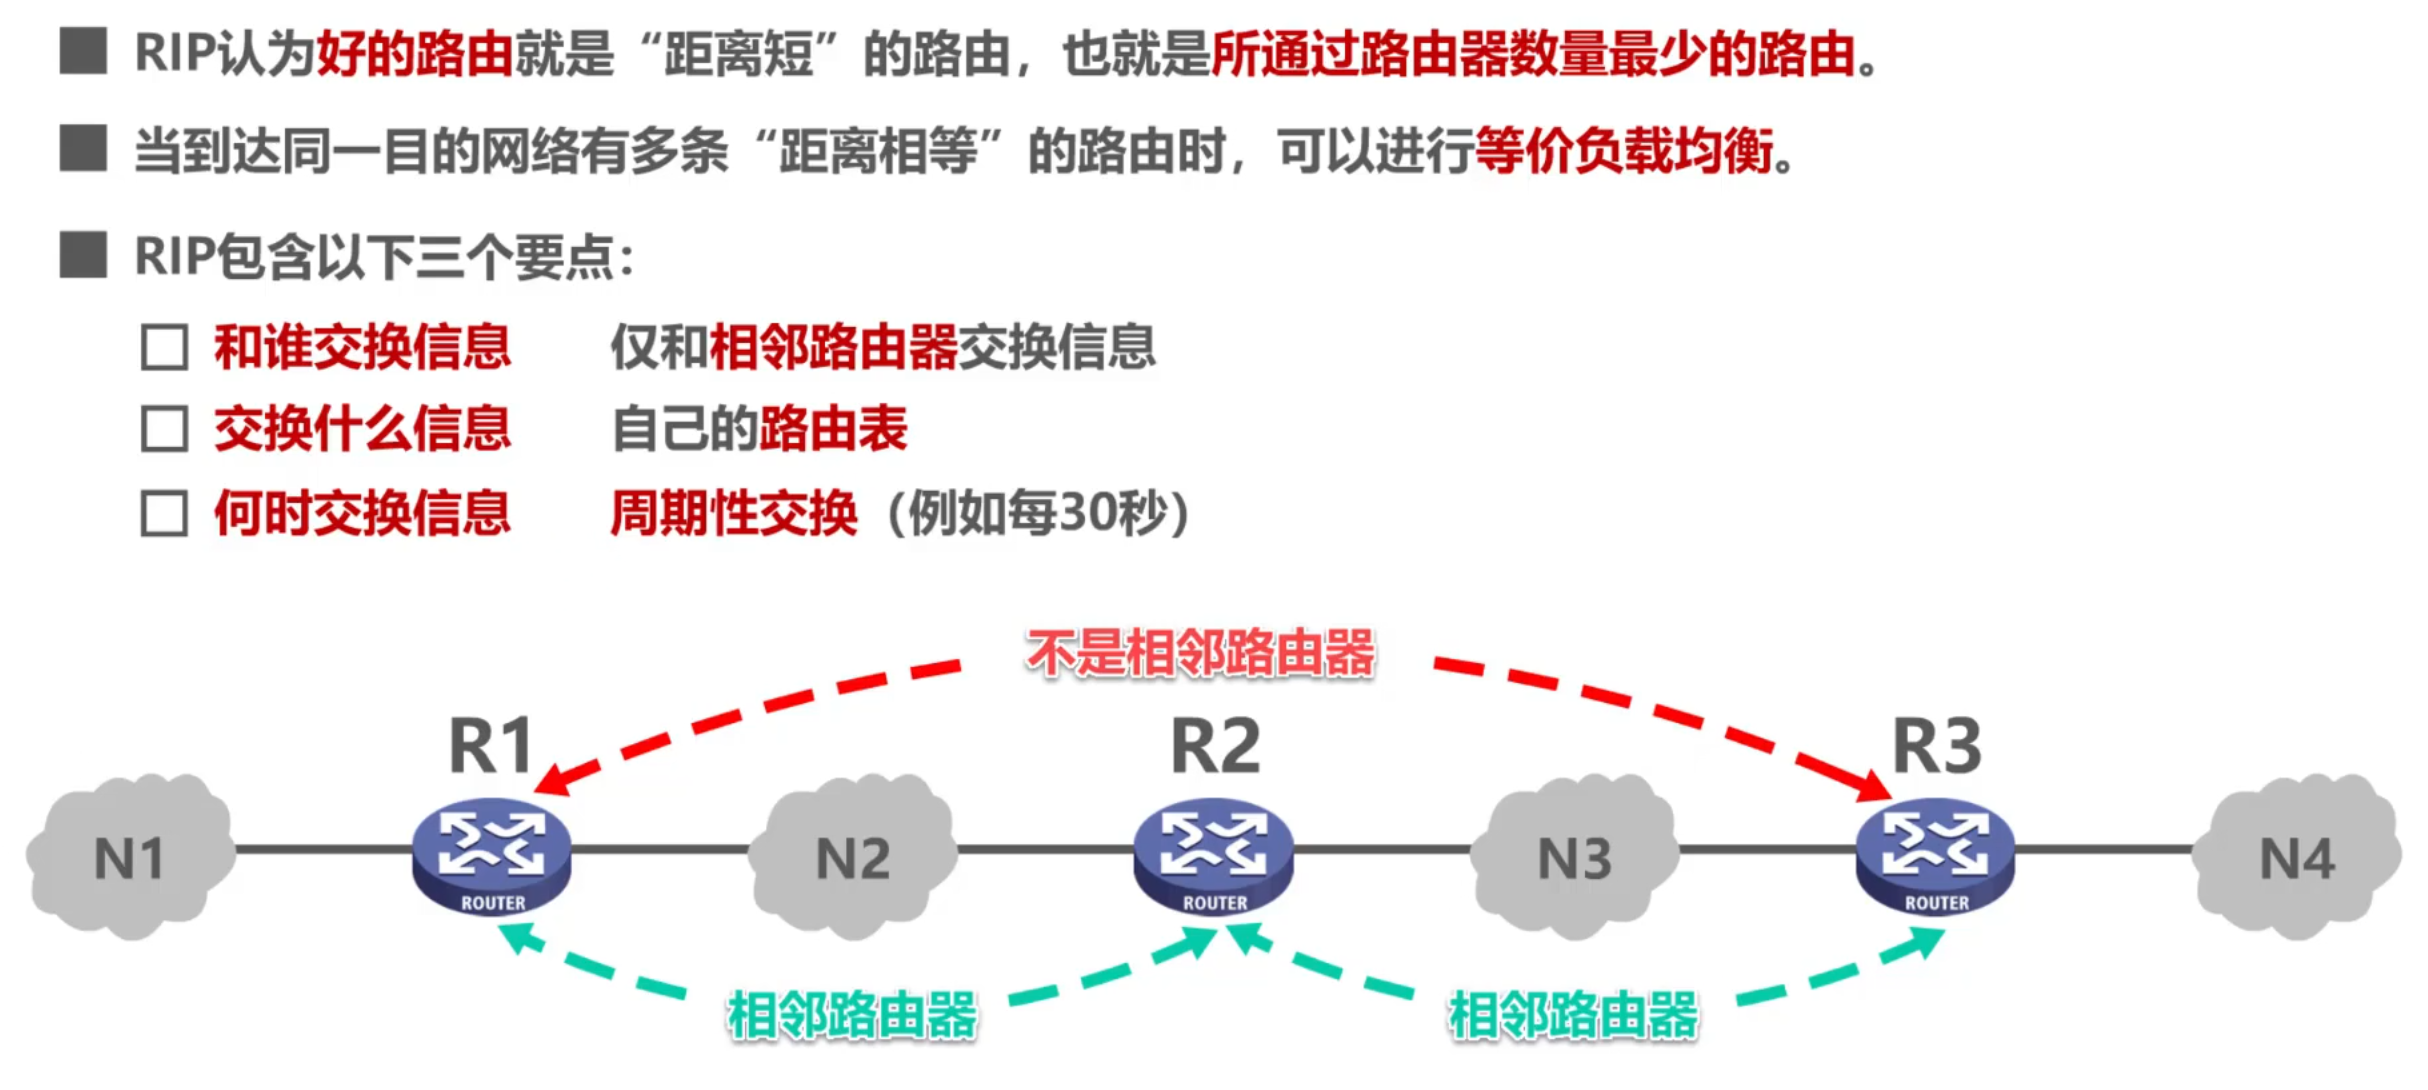 RIP认为好的路由就是“距离短”的路由，也就是所通过路由器数量最少的路由。
当到达同一目的网络有多条“距离相等”的路由时，可以进行等价负载均衡。
RIP包含以下三个要点：
和谁交换信息 仅和相邻路由器交换信息
交换什么信息 自己的路由表
何时交换信息 周期性交换（例如每30秒）
不是相邻路由器
R1 R2 R3
N1 N2 N3 N4
ROUTER ROUTER ROUTER
相邻路由器 相邻路由器